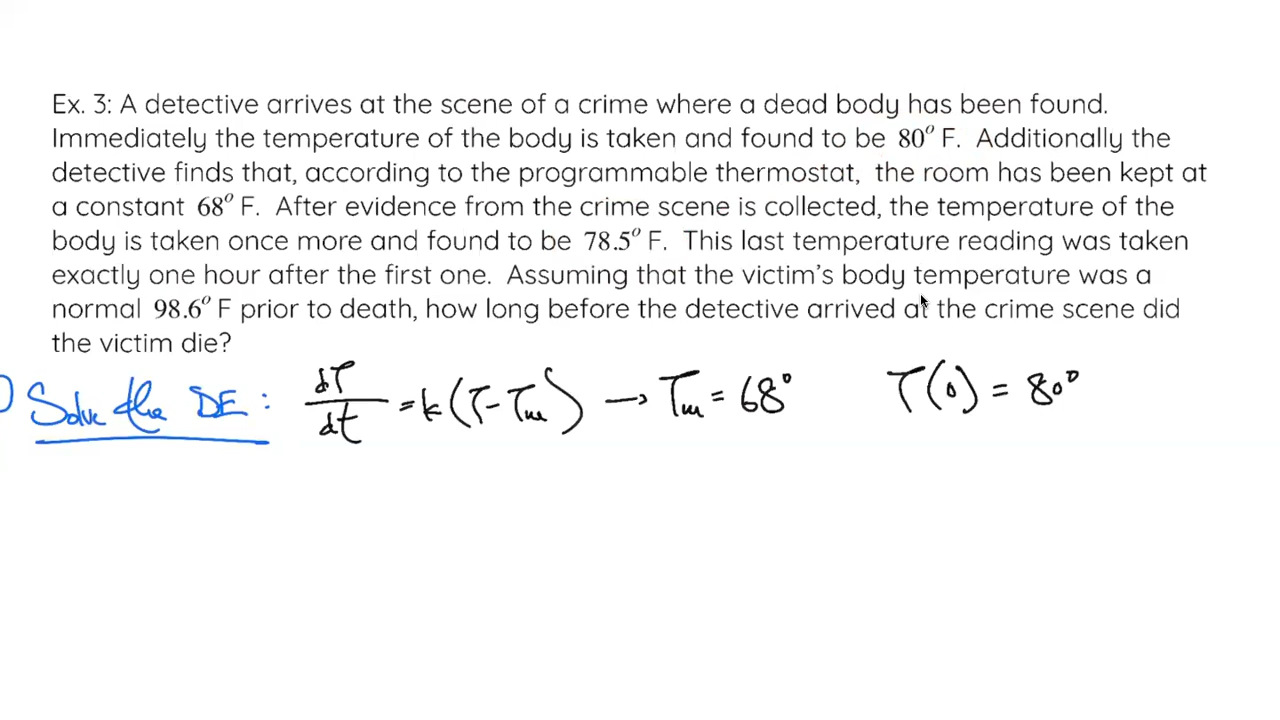 Ex. 3: A detective arrives at the scene of a crime where a dead body has been found.
Immediately the temperature of the body is taken and found to be 80° F. Additionally the
detective finds that, according to the programmable thermostat, the room has been kept at
a constant 68° F. After evidence from the crime scene is collected, the temperature of the
body is taken once more and found to be 78.5° F. This last temperature reading was taken
exactly one hour after the first one. Assuming that the victim's body temperature was a
normal 98.6° F prior to death, how long before the detective arrived at the crime scene did
the victim die?
Solve the DE: dT/dt = k(T - Tₘ) → Tₘ = 68° T(0) = 80°